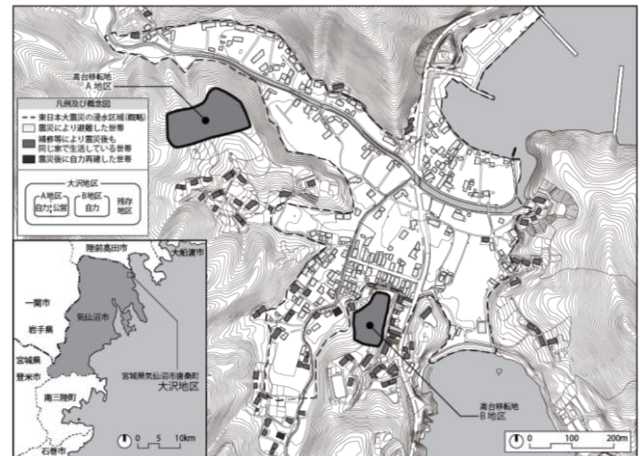 高台移転地
A 地区
凡例及び概念図
東日本大震災の浸水区域(概略)
震災により避難した世帯
補修等により震災後も
同じ家で生活している世帯
震災後に自力再建した世帯
大沢地区
A地区
自力 公営
B地区
自力
残存
地区
陸前高田市
大船渡市
一関市
気仙沼市
岩手県
宮城県
登米市
宮城県気仙沼市唐桑町
大沢地区
南三陸町
石巻市
0 5 10km
高台移転地
B 地区
0 100 200m